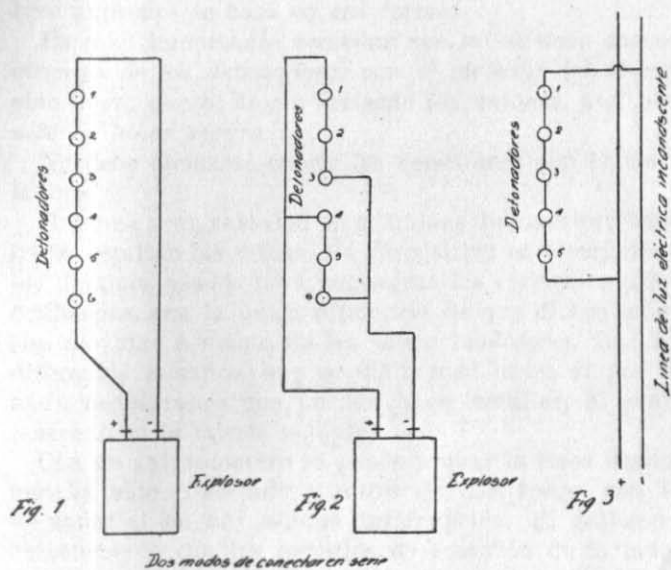 Detonadores
1
2
3
4
5
6
+ -
Explosor
Fig. 1
Detonadores
1
2
3
4
5
6
+ -
Explosor
Fig. 2
Detonadores
1
2
3
4
5
Línea de luz eléctrica incandescente
Fig 3
+ -
Dos modos de conectar en serie